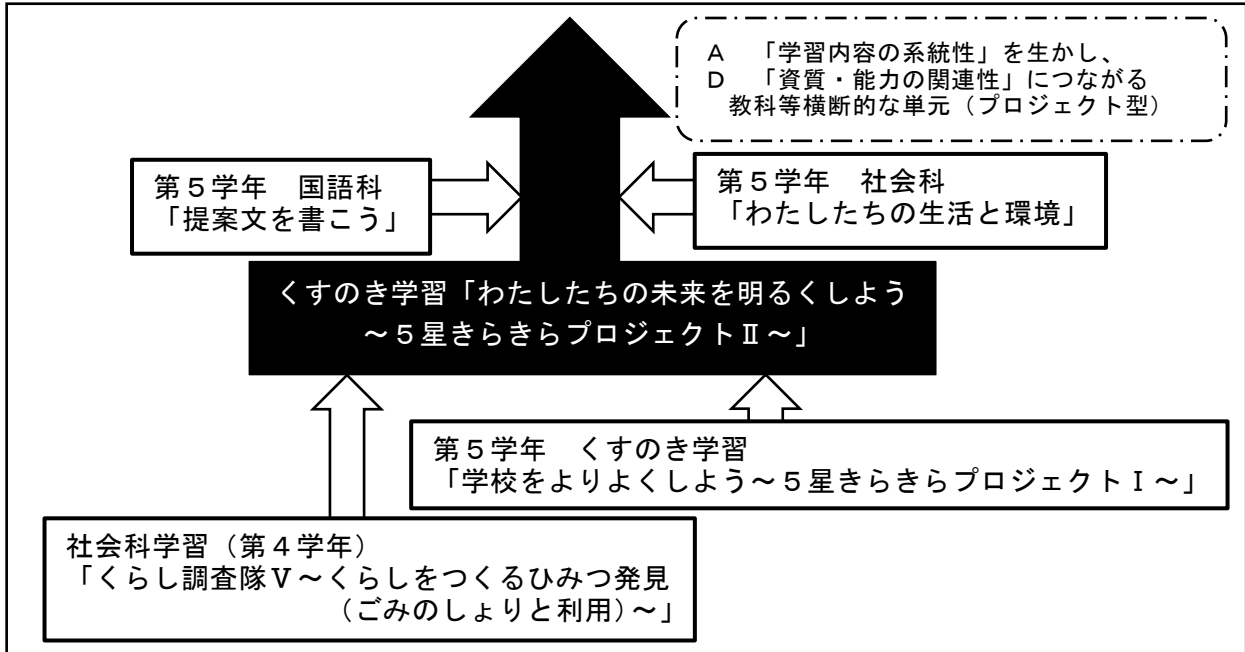 A 「学習内容の系統性」を生かし、
D 「資質・能力の関連性」につながる
教科等横断的な単元（プロジェクト型）
第５学年 国語科
「提案文を書こう」
第５学年 社会科
「わたしたちの生活と環境」
くすのき学習「わたしたちの未来を明るくしよう
～５星きらきらプロジェクトⅡ～」
第５学年 くすのき学習
「学校をよりよくしよう～５星きらきらプロジェクトⅠ～」
社会科学習（第４学年）
「くらし調査隊Ⅴ～くらしをつくるひみつ発見
（ごみのしょりと利用）～」